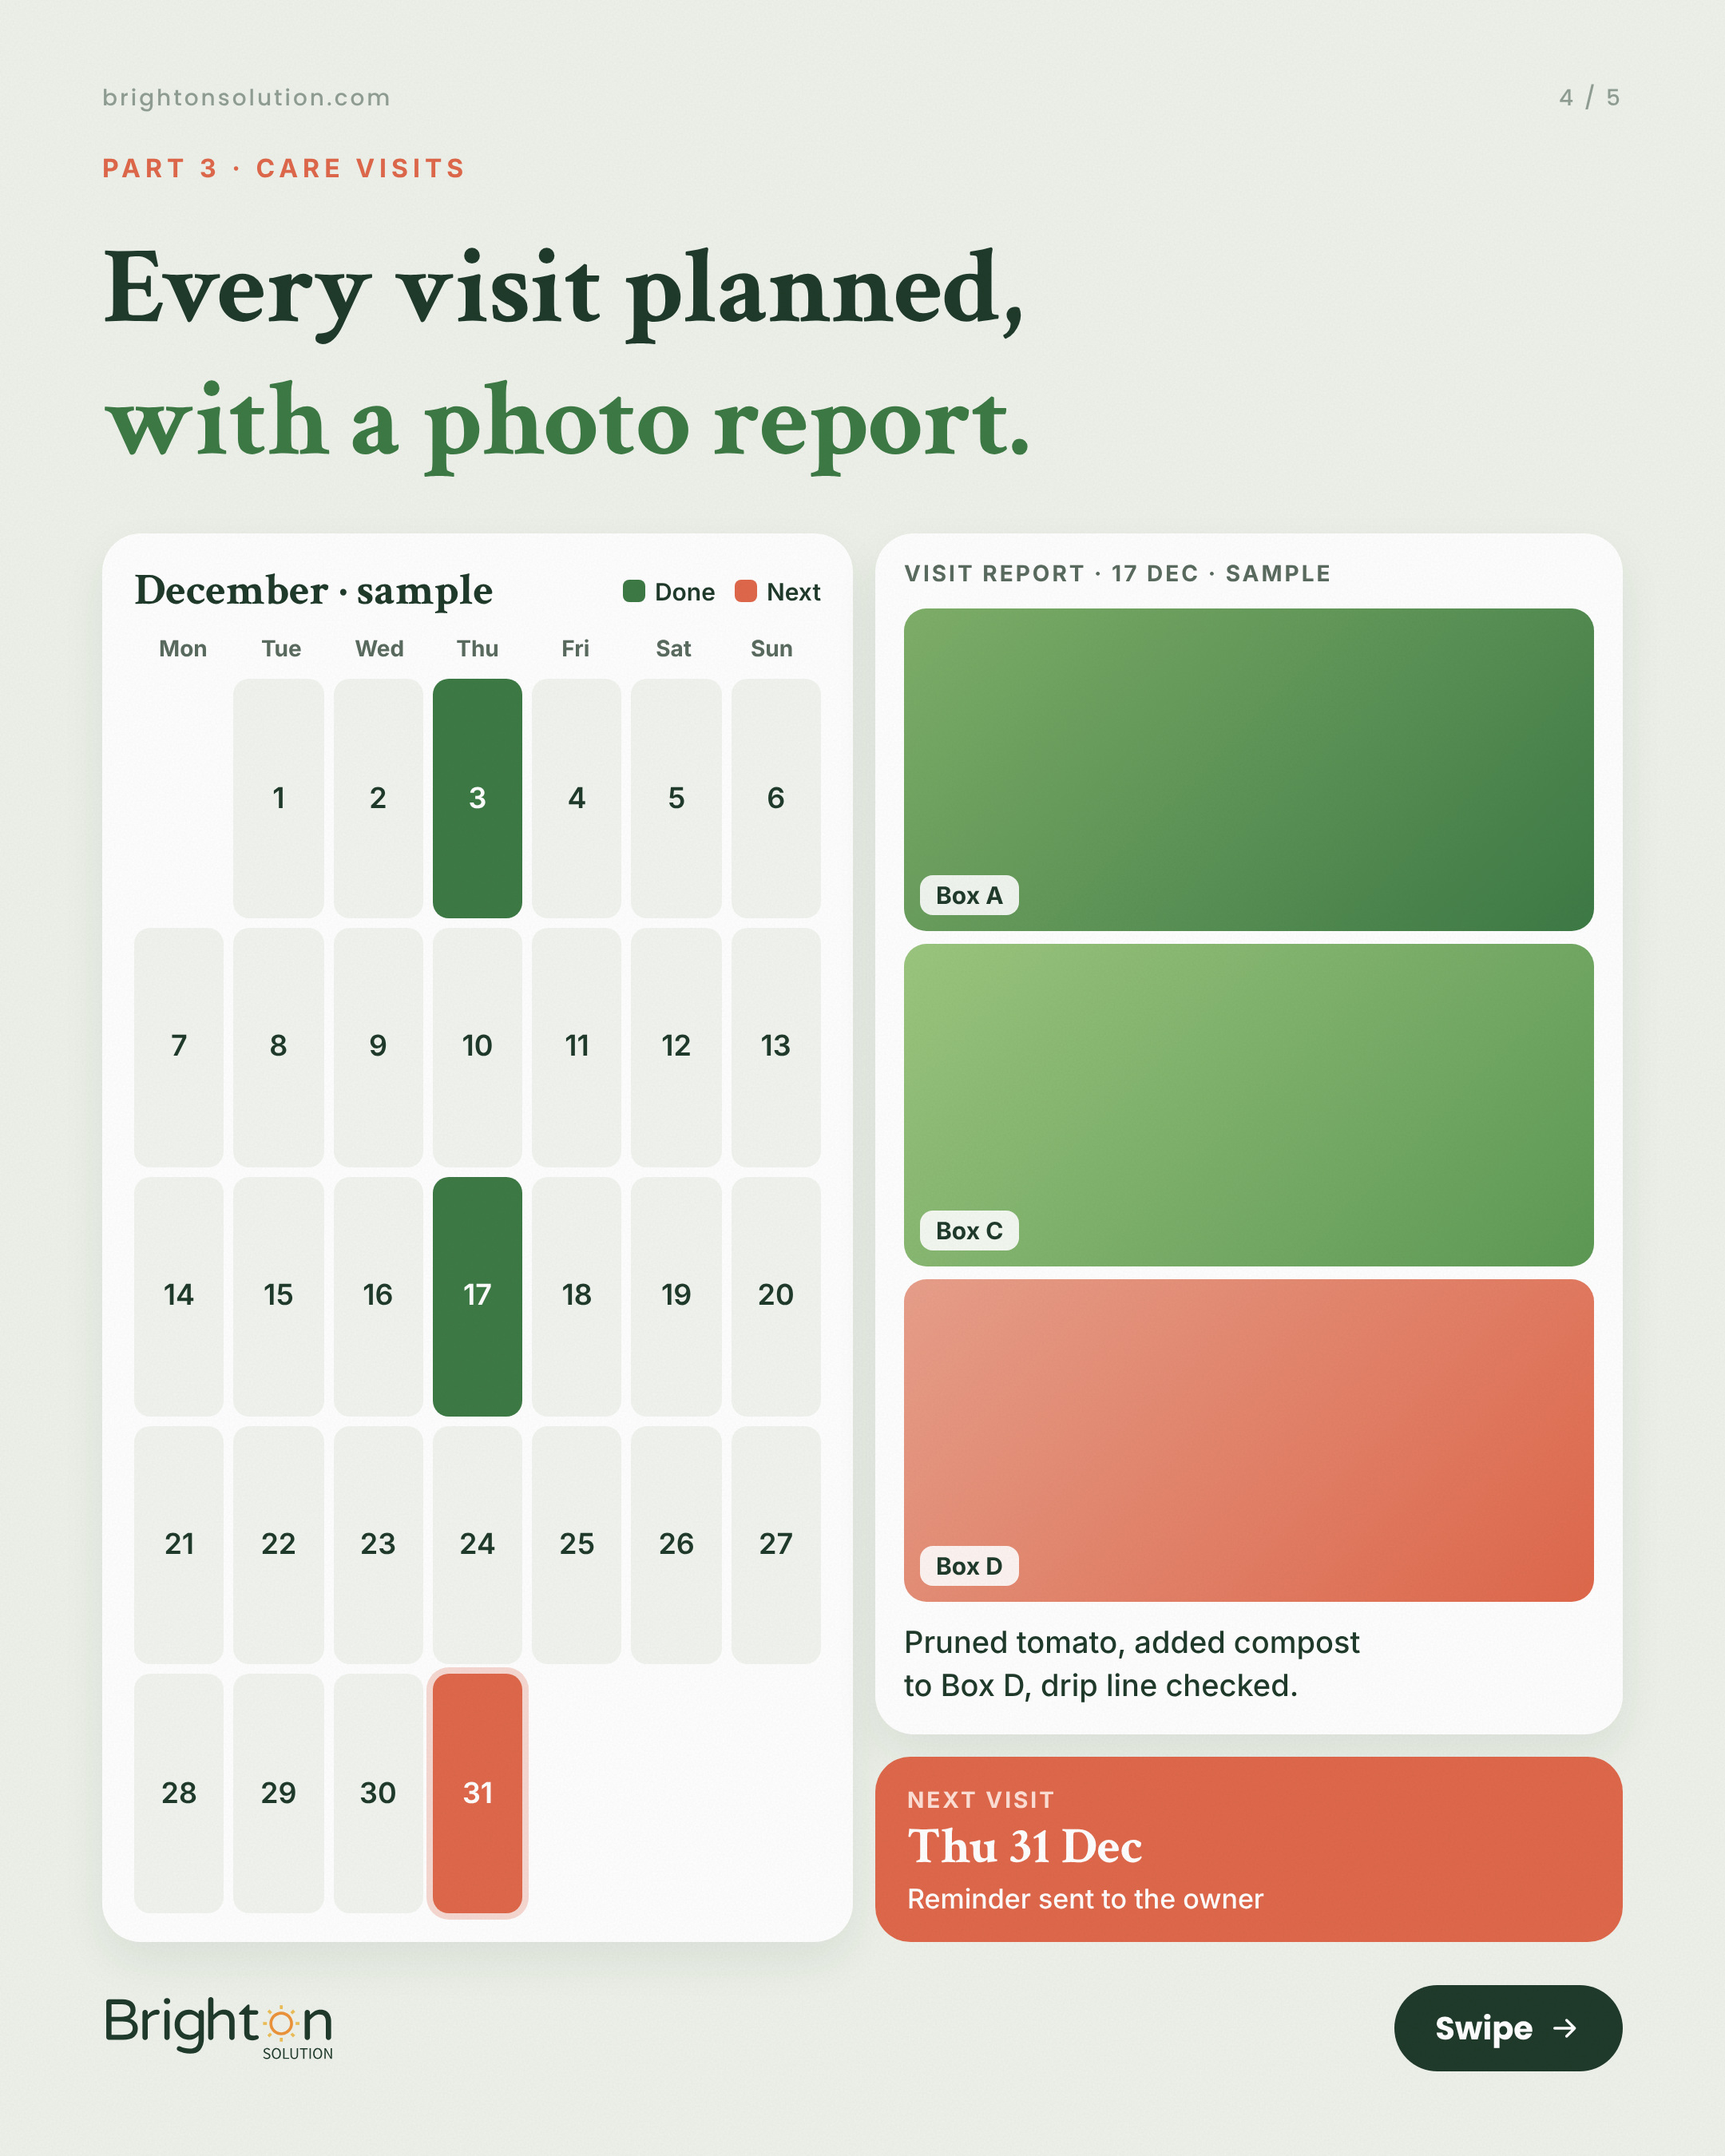 brightonsolution.com
4 / 5
PART 3 · CARE VISITS
Every visit planned,
with a photo report.
December · sample
Done
Next
Mon Tue Wed Thu Fri Sat Sun
1 2 3 4 5 6
7 8 9 10 11 12 13
14 15 16 17 18 19 20
21 22 23 24 25 26 27
28 29 30 31
VISIT REPORT · 17 DEC · SAMPLE
Box A
Box C
Box D
Pruned tomato, added compost
to Box D, drip line checked.
NEXT VISIT
Thu 31 Dec
Reminder sent to the owner
Brighton
SOLUTION
Swipe →